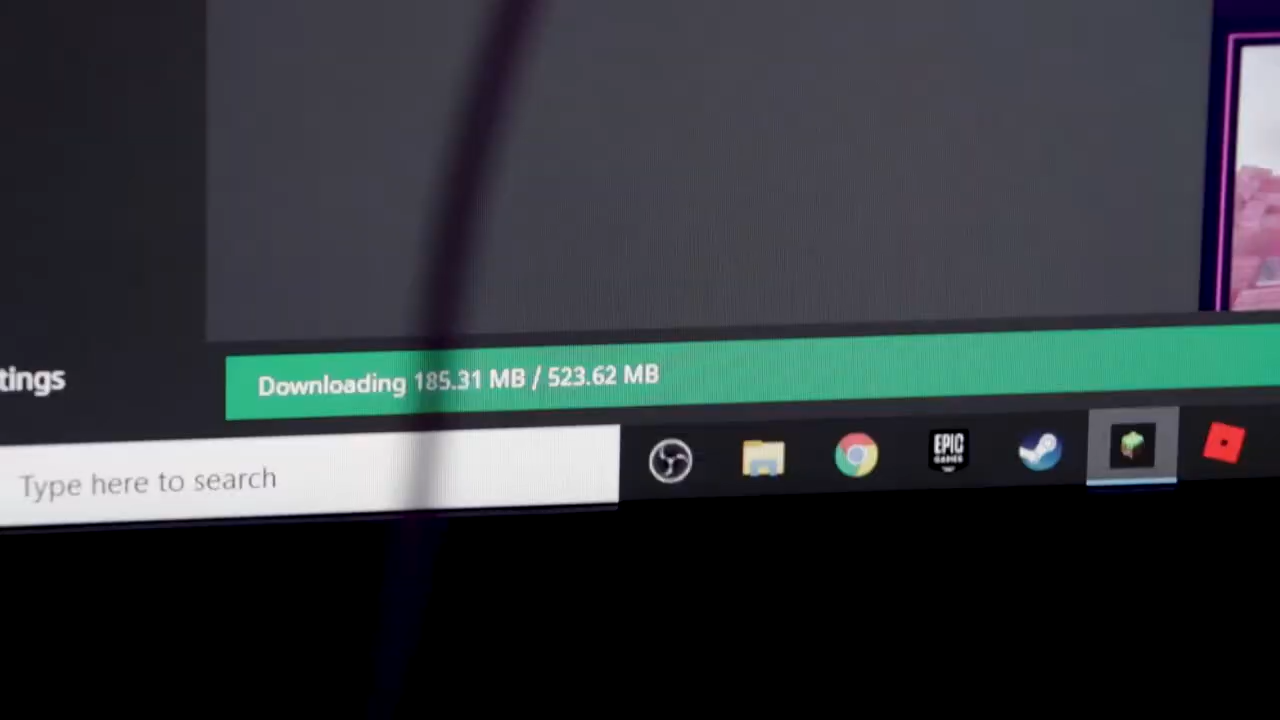 tings
Downloading 185.31 MB / 523.62 MB
Type here to search
EPIC
GAMES